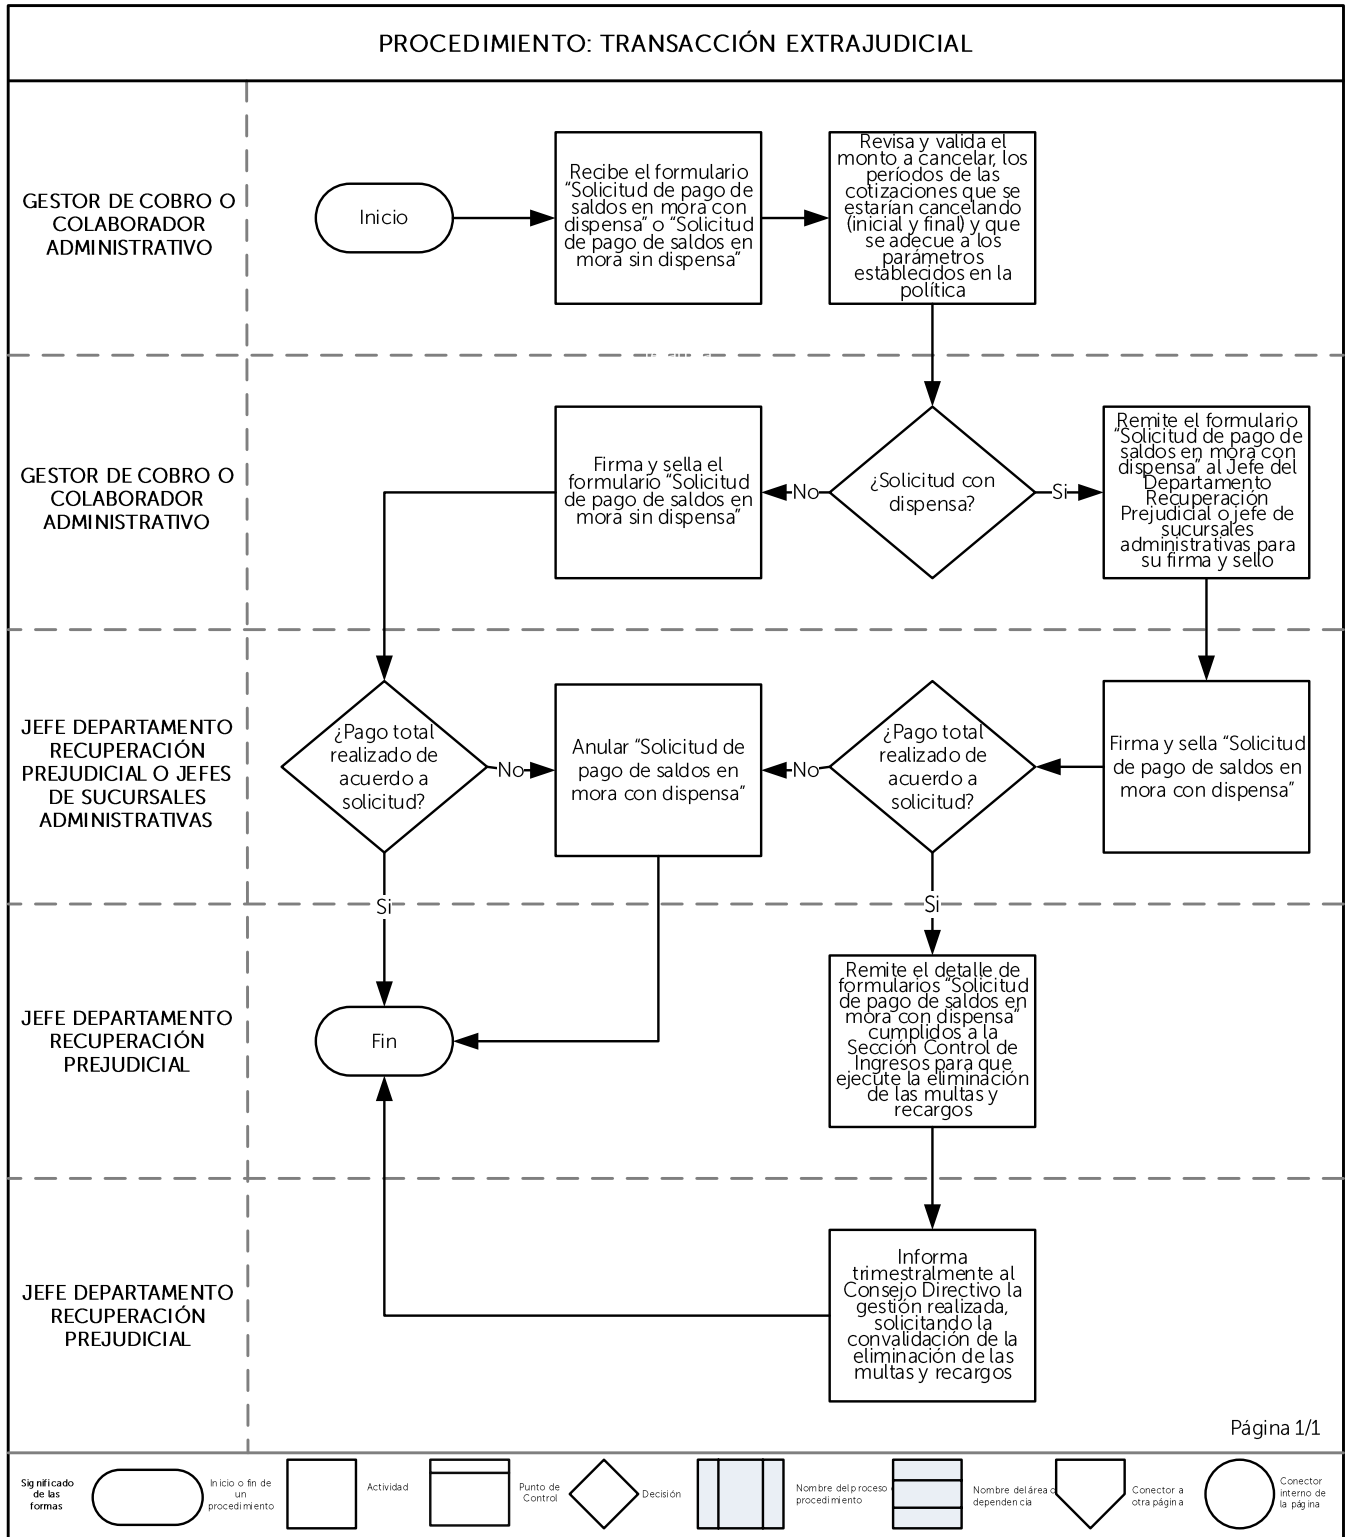 PROCEDIMIENTO: TRANSACCIÓN EXTRAJUDICIAL
GESTOR DE COBRO O
COLABORADOR
ADMINISTRATIVO
Inicio
Recibe el formulario
“Solicitud de pago de
saldos en mora con
dispensa” o “Solicitud
de pago de saldos en
mora sin dispensa”
Revisa y valida el
monto a cancelar, los
períodos de las
cotizaciones que se
estarían cancelando
(inicial y final) y que
se adecue a los
parámetros
establecidos en la
política
GESTOR DE COBRO O
COLABORADOR
ADMINISTRATIVO
Firma y sella el
formulario “Solicitud
de pago de saldos en
mora sin dispensa”
No
¿Solicitud con
dispensa?
Si
Remite el formulario
“Solicitud de pago de
saldos en mora con
dispensa” al Jefe del
Departamento
Recuperación
Prejudicial o jefe de
sucursales
administrativas para
su firma y sello
JEFE DEPARTAMENTO
RECUPERACIÓN
PREJUDICIAL O JEFES
DE SUCURSALES
ADMINISTRATIVAS
¿Pago total
realizado de
acuerdo a
solicitud?
No
Anular “Solicitud de
pago de saldos en
mora con dispensa”
No
¿Pago total
realizado de
acuerdo a
solicitud?
Firma y sella “Solicitud
de pago de saldos en
mora con dispensa”
Si
Si
JEFE DEPARTAMENTO
RECUPERACIÓN
PREJUDICIAL
Fin
Remite el detalle de
formularios “Solicitud
de pago de saldos en
mora con dispensa”
cumplidos a la
Sección Control de
Ingresos para que
ejecute la eliminación
de las multas y
recargos
JEFE DEPARTAMENTO
RECUPERACIÓN
PREJUDICIAL
Informa
trimestralmente al
Consejo Directivo la
gestión realizada,
solicitando la
convalidación de la
eliminación de las
multas y recargos
Página 1/1
Significado
de las
formas
Inicio o fin de
un
procedimiento
Actividad
Punto de
Control
Decisión
Nombre del proceso
procedimiento
Nombre del área
dependencia
Conector a
otra página
Conector
interno de
la página